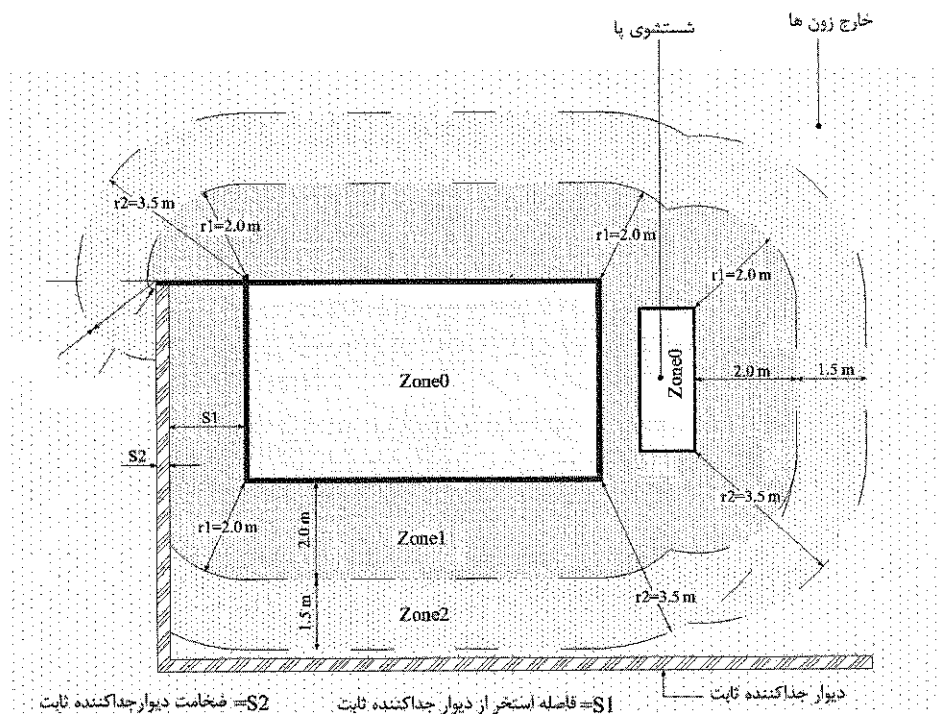 خارج زون ها
شستشوی پا
r2=3.5 m
r1=2.0 m
r1=2.0 m
r1=2.0 m
Zone0
Zone0
2.0 m
1.5 m
S1
S2
r1=2.0 m
2.0 m
r2=3.5 m
Zone1
r2=3.5 m
1.5 m
Zone2
دیوار جداکننده ثابت
S1= فاصله استخر از دیوار جداکننده ثابت
S2= ضخامت دیوارجداکننده ثابت